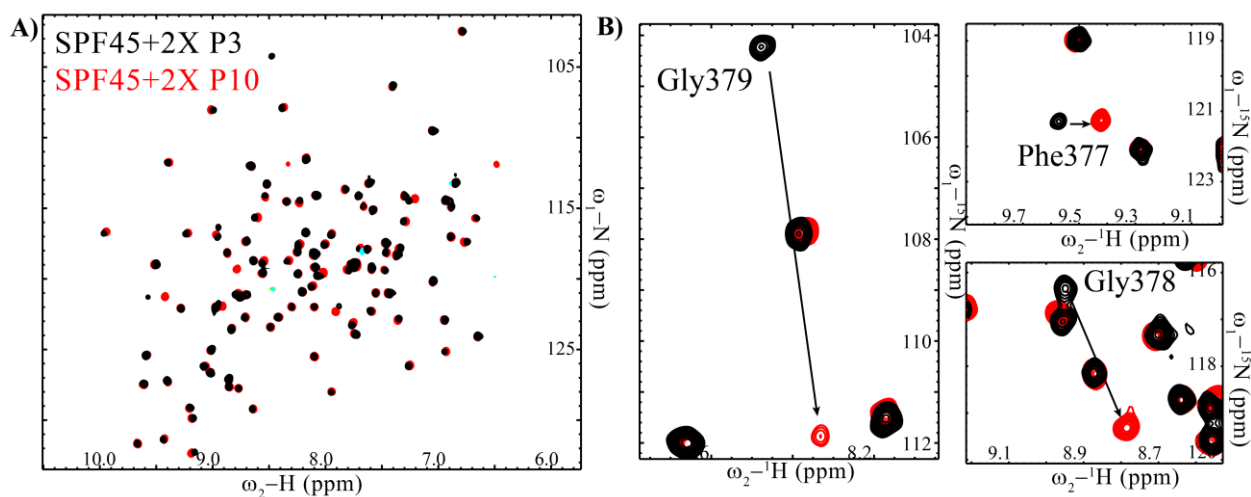 A)
SPF45+2X P3
SPF45+2X P10
105
115
125
ω₁–N (ppm)
10.0 9.0 8.0 7.0 6.0
ω₂–H (ppm)
B)
Gly379
104
106
108
110
112
8.2
ω₁–¹⁵N (ppm)
ω₂–¹H (ppm)
119
121
123
Phe377
9.7 9.5 9.3 9.1
ω₁–¹⁵N (ppm)
ω₂–¹H (ppm)
Gly378
116
118
120
9.1 8.9 8.7
ω₁–¹⁵N (ppm)
ω₂–¹H (ppm)